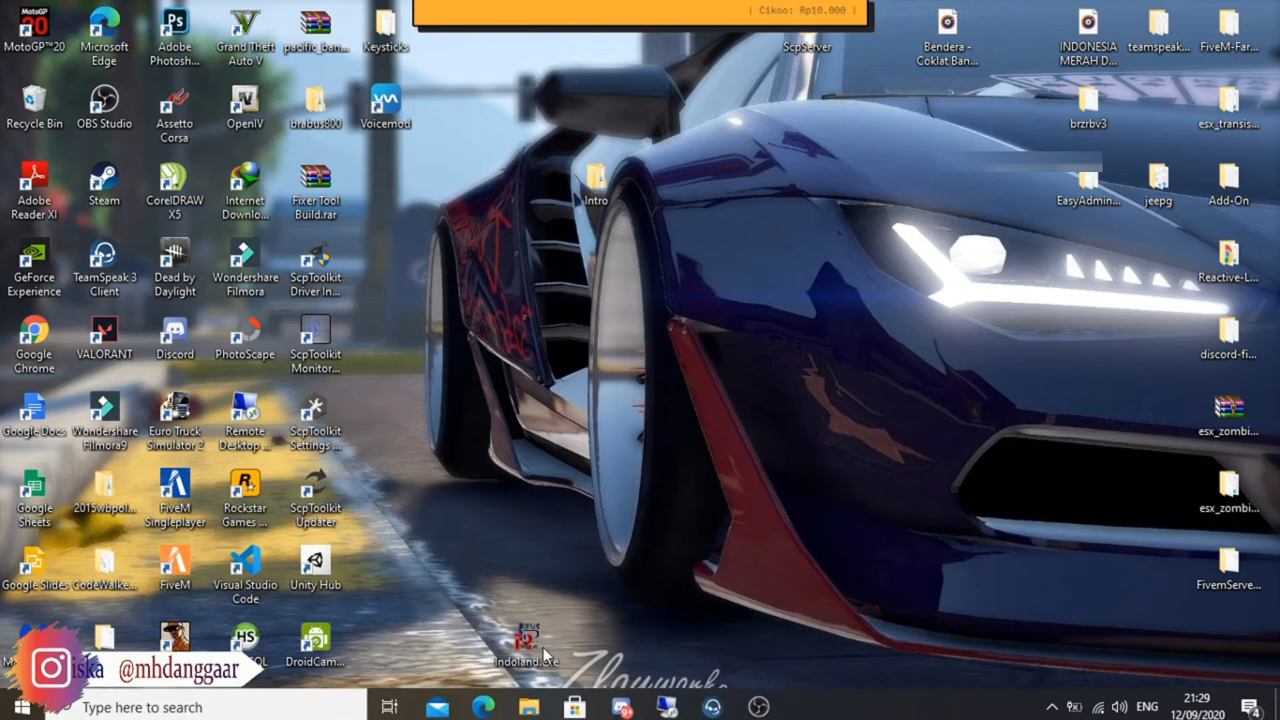 | Cikoo: Rp10.000 |
MotoGP™20
Microsoft
Edge
Adobe
Photosh...
Grand Theft
Auto V
pacific_ban...
Keysticks
ScpServer
Bendera -
Coklat Ban...
INDONESIA
MERAH D...
teamspeak...
FiveM-Far...
Recycle Bin
OBS Studio
Assetto
Corsa
OpenIV
brabus800
Voicemod
brzrbv3
esx_transis...
Adobe
Reader XI
Steam
CorelDRAW
X5
Internet
Downlo...
Fixer Tool
Build.rar
Intro
EasyAdmin...
jeepg
Add-On
GeForce
Experience
TeamSpeak 3
Client
Dead by
Daylight
Wondershare
Filmora
ScpToolkit
Driver In...
Reactive-L...
Google
Chrome
VALORANT
Discord
PhotoScape
ScpToolkit
Monitor...
discord-fi...
Google Docs
Wondershare
Filmora9
Euro Truck
Simulator 2
Remote
Desktop ...
ScpToolkit
Settings ...
esx_zombi...
Google
Sheets
2015wbpol...
FiveM
Singleplayer
Rockstar
Games ...
ScpToolkit
Updater
esx_zombi...
Google Slides
CodeWalke...
FiveM
Visual Studio
Code
Unity Hub
FivemServe...
DroidCam...
Indoland.exe
iska @mhdanggaar
Type here to search
ENG
21:29
12/09/2020